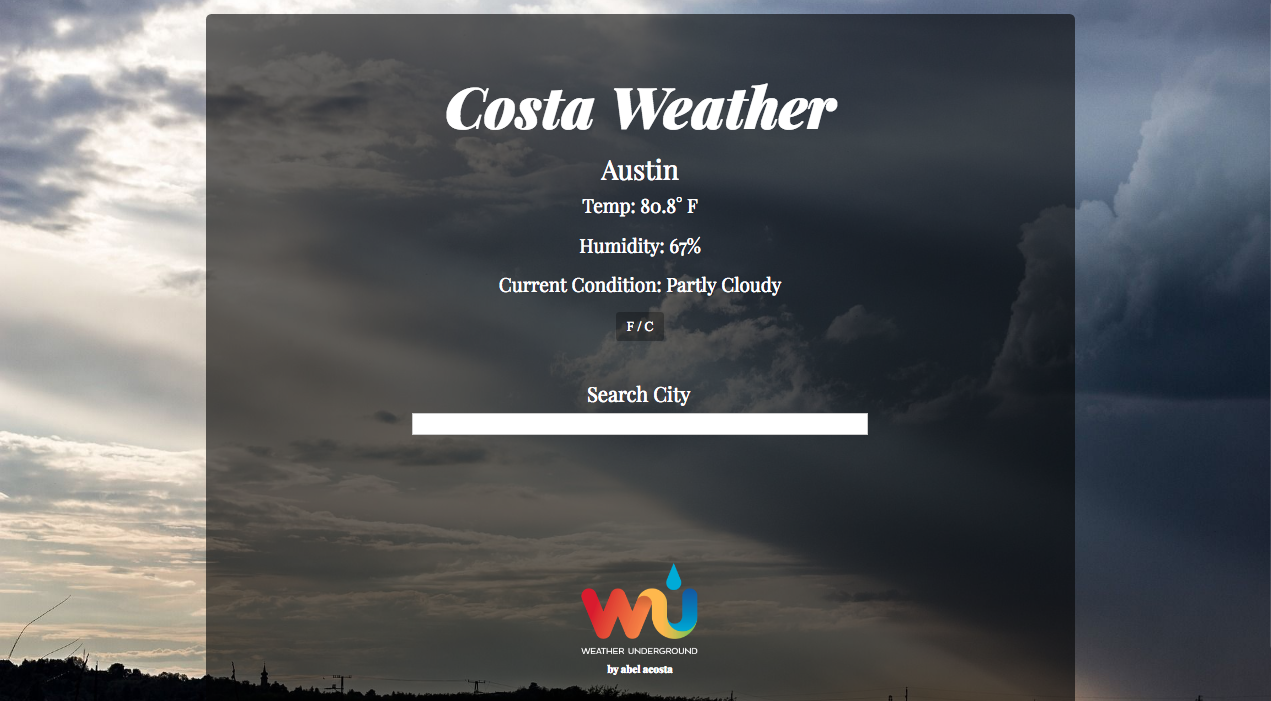 Costa Weather
Austin
Temp: 80.8° F
Humidity: 67%
Current Condition: Partly Cloudy
F / C
Search City
WU
WEATHER UNDERGROUND
by abel acosta